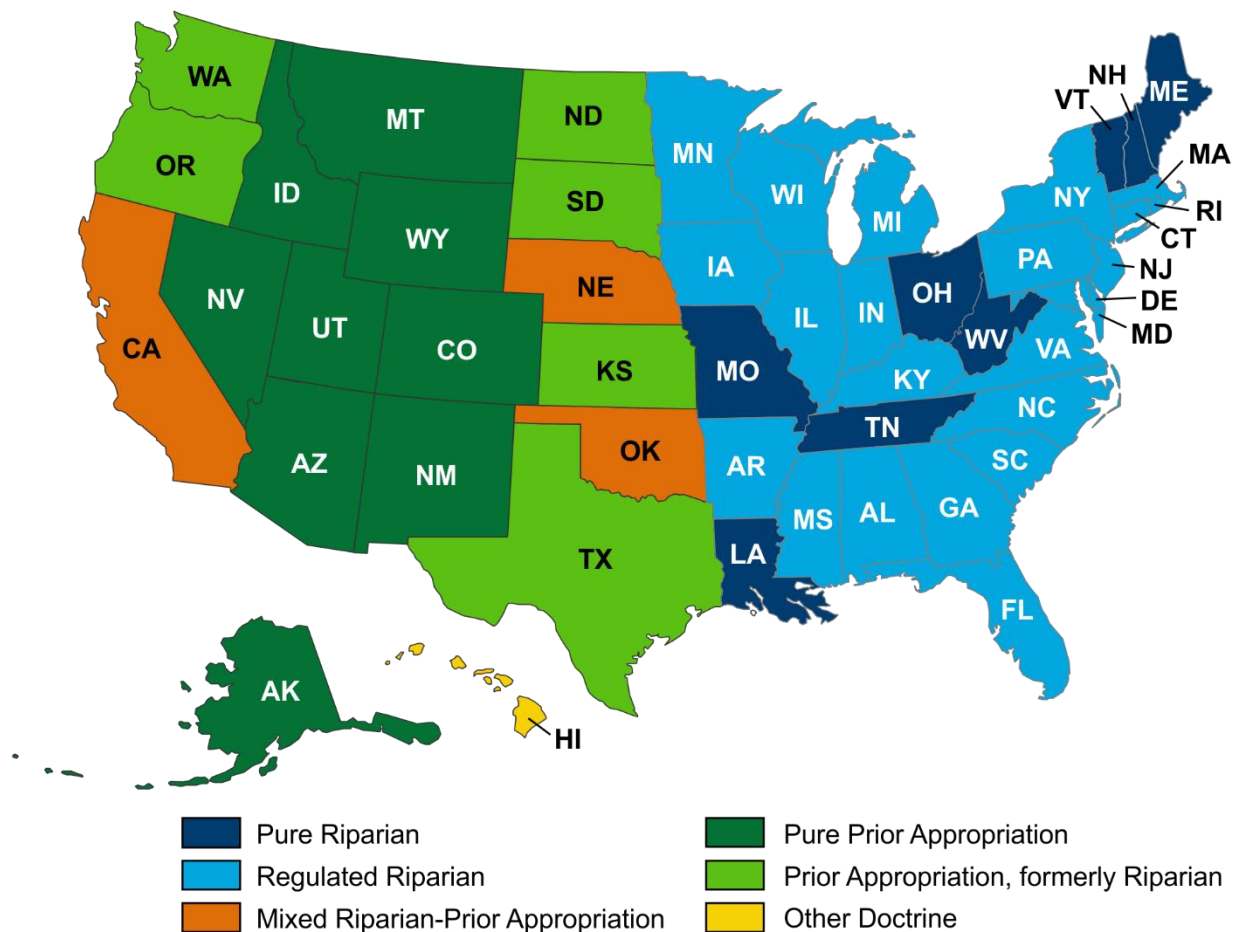 WA
MT
ND
MN
VT
NH
ME
OR
ID
SD
WI
MI
NY
MA
RI
CT
WY
IA
PA
NJ
NE
OH
DE
NV
UT
CO
IL
IN
WV
MD
CA
KS
MO
KY
VA
NC
TN
AZ
NM
OK
AR
SC
MS
AL
GA
TX
LA
FL
AK
HI
Pure Riparian
Regulated Riparian
Mixed Riparian-Prior Appropriation
Pure Prior Appropriation
Prior Appropriation, formerly Riparian
Other Doctrine